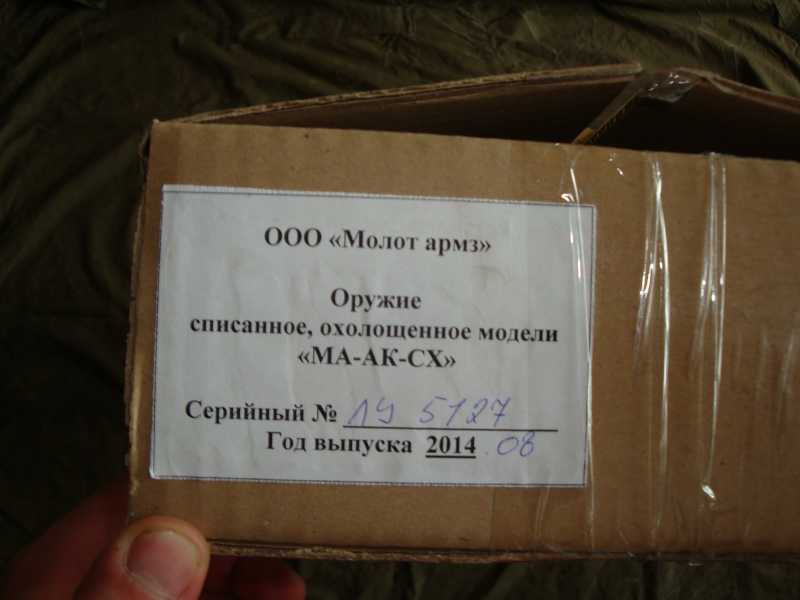 ООО «Молот армз»
Оружие
списанное, охолощенное модели
«МА-АК-СХ»
Серийный № ЛУ 5127
Год выпуска 2014.08